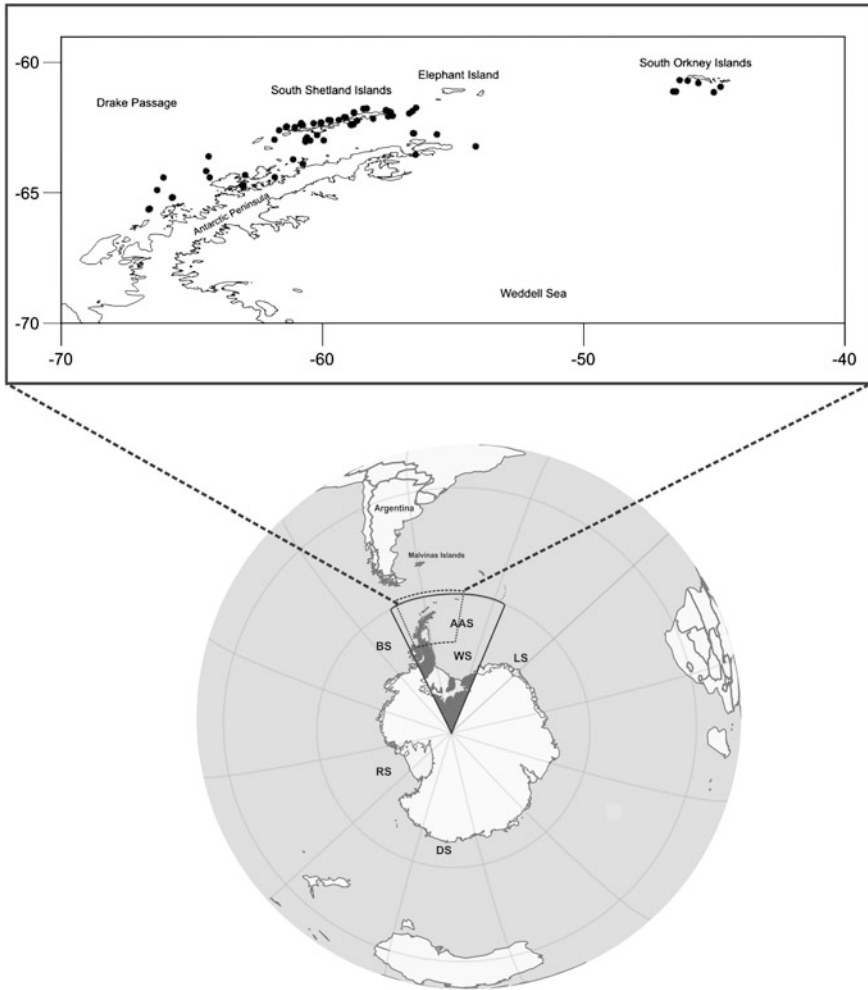 -60
Elephant Island
South Orkney Islands
South Shetland Islands
Drake Passage
-65
Antarctic Peninsula
Weddell Sea
-70
-70
-60
-50
-40
Argentina
Malvinas Islands
AAS
BS
WS
LS
RS
DS